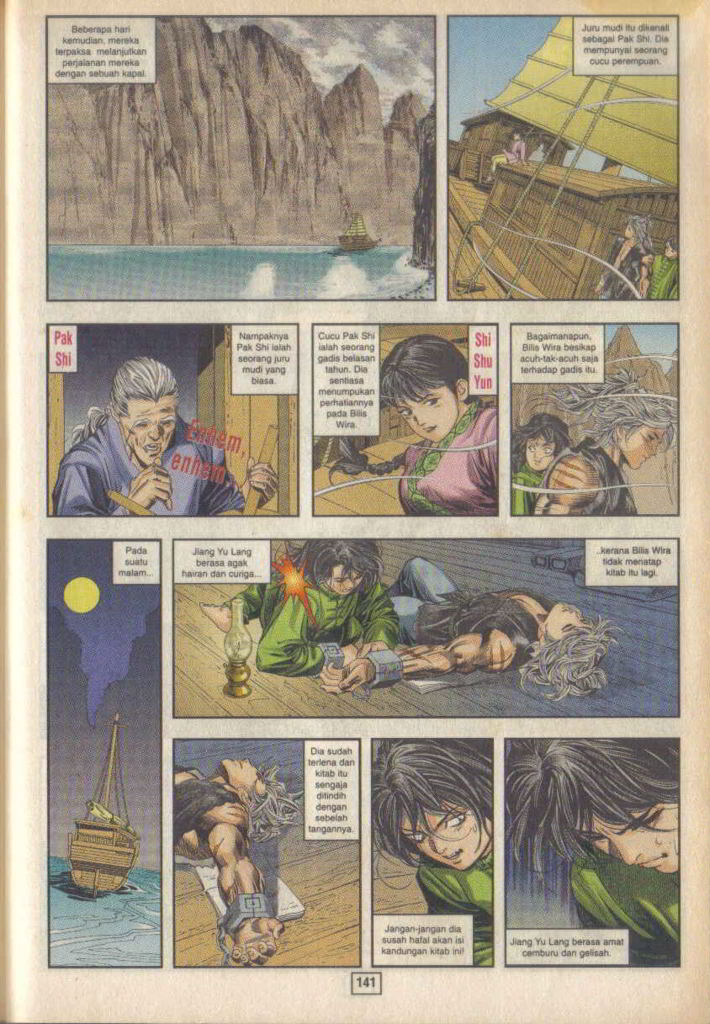 Beberapa hari
kemudian, mereka
terpaksa melanjutkan
perjalanan mereka
dengan sebuah kapal.
Juru mudi itu dikenali
sebagai Pak Shi. Dia
mempunyai seorang
cucu perempuan.
Pak
Shi
Nampaknya
Pak Shi ialah
seorang juru
mudi yang
biasa.
Enhem,
enhem...
Cucu Pak Shi
ialah seorang
gadis belasan
tahun. Dia
sentiasa
menumpukan
perhatiannya
pada Bilis
Wira.
Shi
Shu
Yun
Bagaimanapun,
Bilis Wira besikap
acuh-tak-acuh saja
terhadap gadis itu.
Pada
suatu
malam...
Jiang Yu Lang
berasa agak
hairan dan curiga...
..kerana Bilis Wira
tidak menatap
kitab itu lagi.
Dia sudah
terlena dan
kitab itu
sengaja
ditindih
dengan
sebelah
tangannya.
Jangan-jangan dia
susah hafal akan isi
kandungan kitab ini!
Jiang Yu Lang berasa amat
cemburu dan gelisah.
141